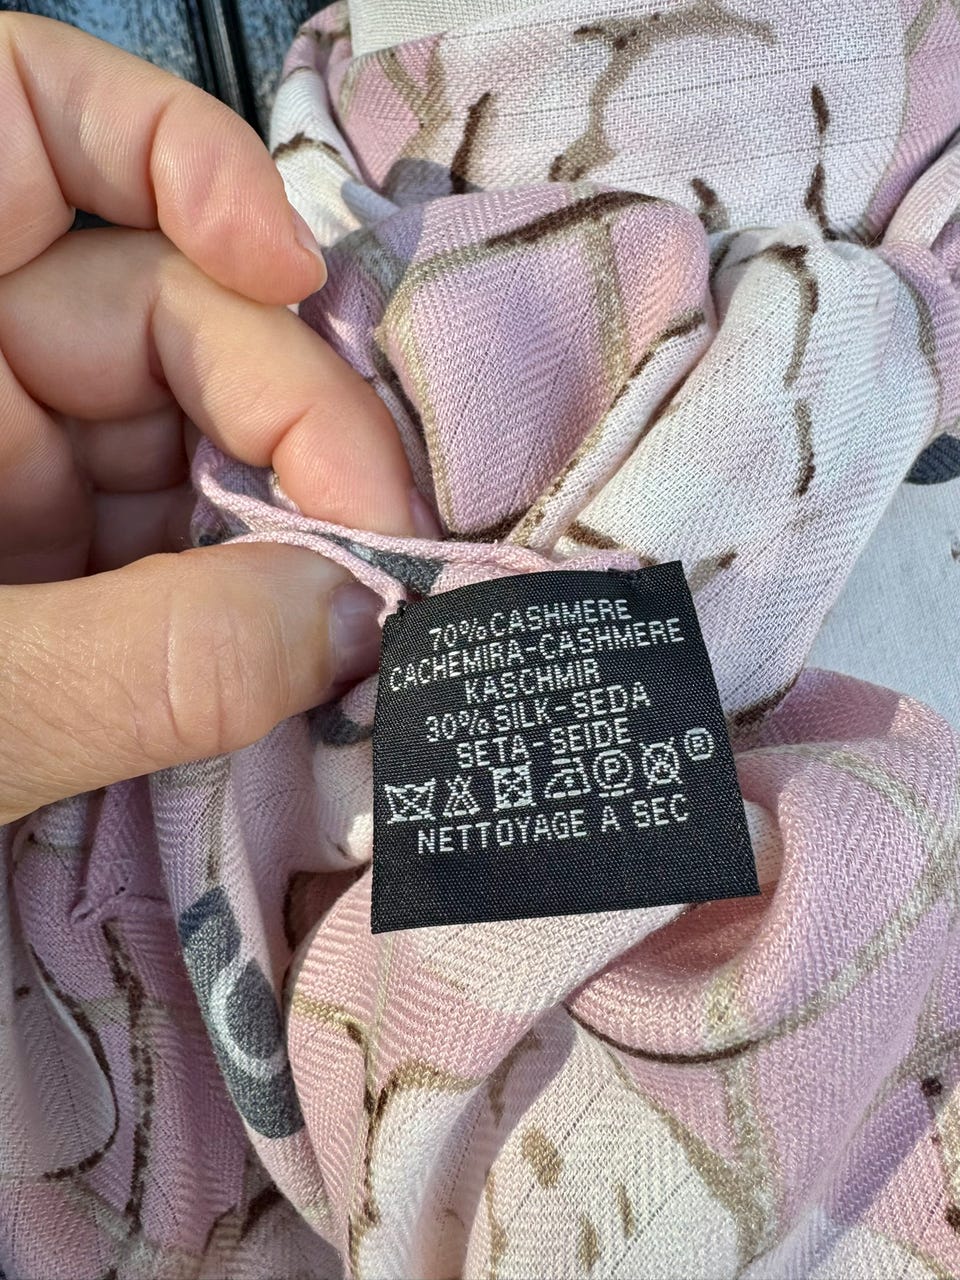 70% CASHMERE
CACHEMIRA-CASHMERE
KASCHMIR
30% SILK-SEDA
SETA-SEIDE
P B
NETTOYAGE A SEC